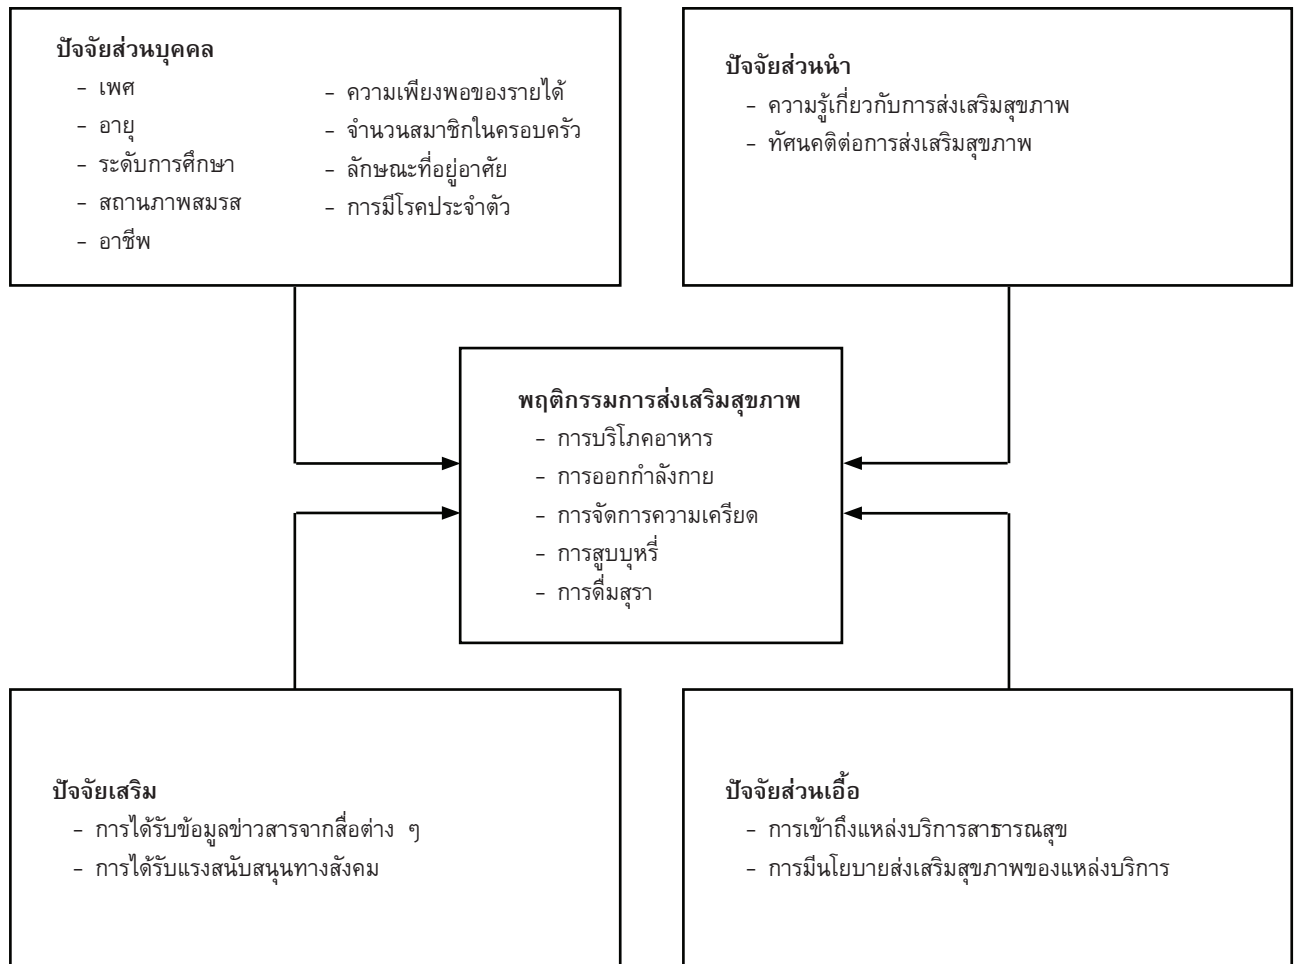 ปัจจัยส่วนบุคคล
- เพศ
- อายุ
- ระดับการศึกษา
- สถานภาพสมรส
- อาชีพ
- ความเพียงพอของรายได้
- จำนวนสมาชิกในครอบครัว
- ลักษณะที่อยู่อาศัย
- การมีโรคประจำตัว
ปัจจัยส่วนนำ
- ความรู้เกี่ยวกับการส่งเสริมสุขภาพ
- ทัศนคติต่อการส่งเสริมสุขภาพ
พฤติกรรมการส่งเสริมสุขภาพ
- การบริโภคอาหาร
- การออกกำลังกาย
- การจัดการความเครียด
- การสูบบุหรี่
- การดื่มสุรา
ปัจจัยเสริม
- การได้รับข้อมูลข่าวสารจากสื่อต่าง ๆ
- การได้รับแรงสนับสนุนทางสังคม
ปัจจัยส่วนเอื้อ
- การเข้าถึงแหล่งบริการสาธารณสุข
- การมีนโยบายส่งเสริมสุขภาพของแหล่งบริการ